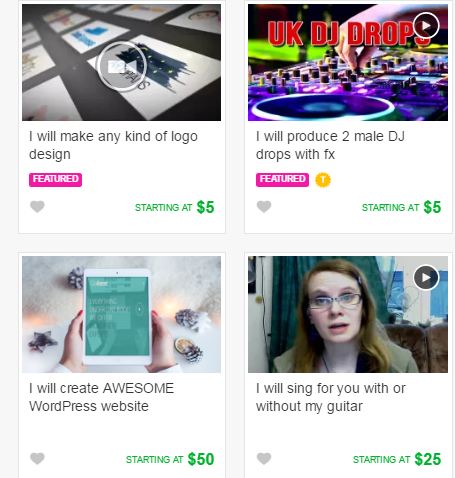 UK DJ DROPS
I will make any kind of logo
design
FEATURED
STARTING AT $5
I will produce 2 male DJ
drops with fx
FEATURED T
STARTING AT $5
EVERYTHING
I will create AWESOME
WordPress website
STARTING AT $50
I will sing for you with or
without my guitar
STARTING AT $25